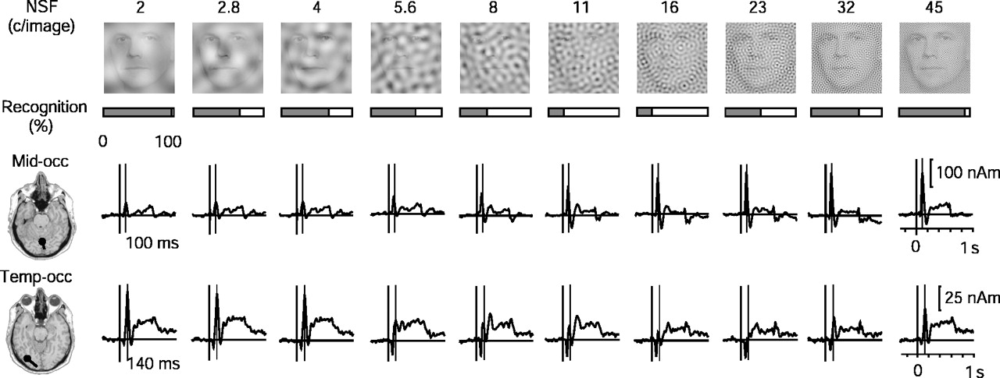 NSF
(c/image)
2 2.8 4 5.6 8 11 16 23 32 45
Recognition
(%)
0 100
Mid-occ
100 nAm
100 ms
0 1 s
Temp-occ
25 nAm
140 ms
0 1 s